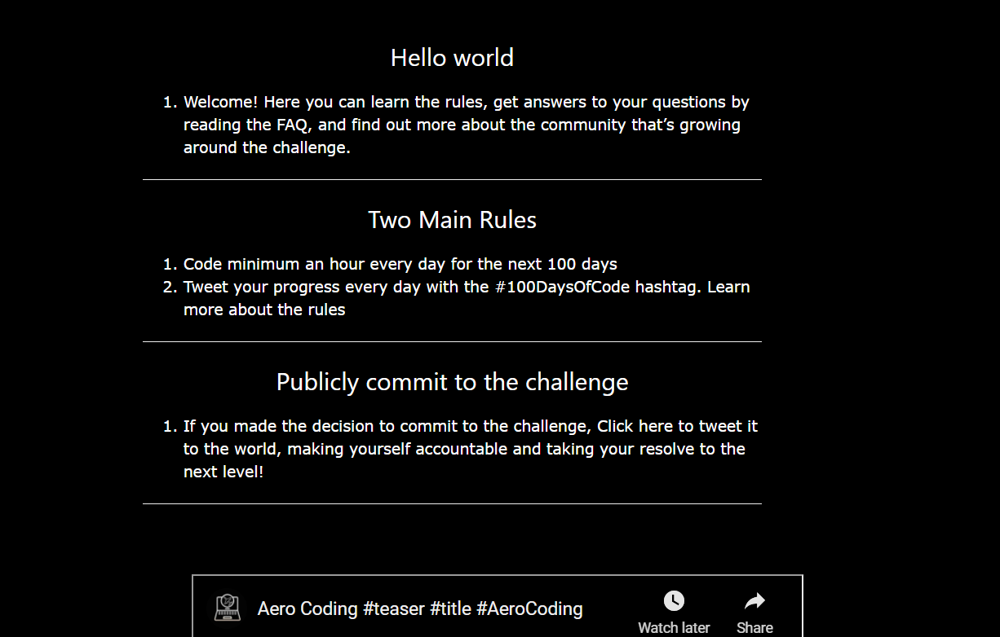 Hello world
1. Welcome! Here you can learn the rules, get answers to your questions by
reading the FAQ, and find out more about the community that’s growing
around the challenge.
Two Main Rules
1. Code minimum an hour every day for the next 100 days
2. Tweet your progress every day with the #100DaysOfCode hashtag. Learn
more about the rules
Publicly commit to the challenge
1. If you made the decision to commit to the challenge, Click here to tweet it
to the world, making yourself accountable and taking your resolve to the
next level!
Aero Coding #teaser #title #AeroCoding
Watch later Share